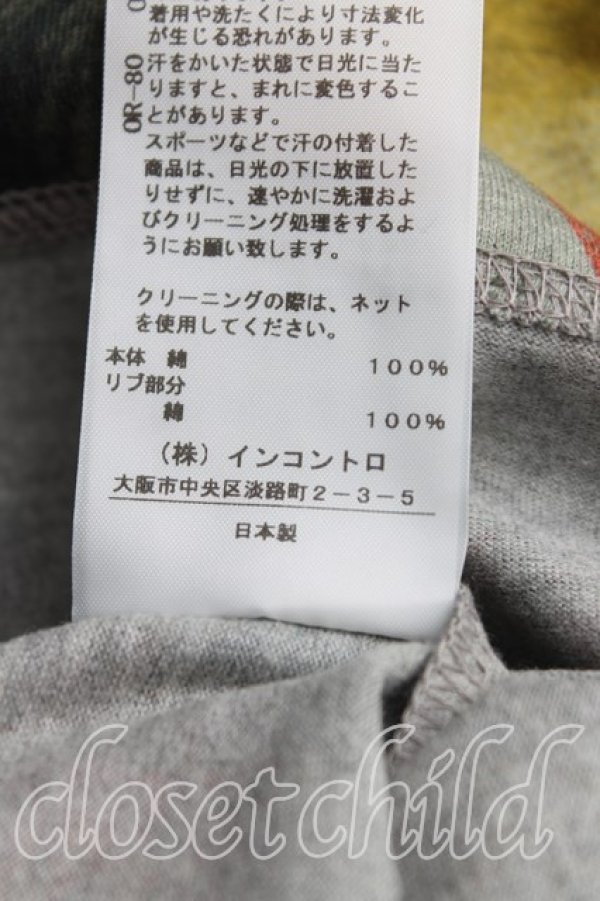 着用や洗たくにより寸法変化
が生じる恐れがあります。
OR-80
汗をかいた状態で日光に当た
りますと、まれに変色するこ
とがあります。
スポーツなどで汗の付着した
商品は、日光の下に放置した
りせずに、速やかに洗濯およ
びクリーニング処理をするよ
うにお願い致します。
クリーニングの際は、ネット
を使用してください。
本体 綿 100%
リブ部分
綿 100%
(株)インコントロ
大阪市中央区淡路町2-3-5
日本製
closet child